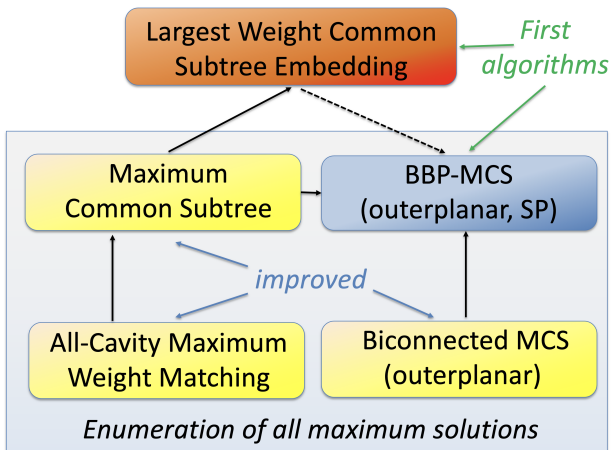 Largest Weight Common
Subtree Embedding
First
algorithms
Maximum
Common Subtree
BBP-MCS
(outerplanar, SP)
improved
All-Cavity Maximum
Weight Matching
Biconnected MCS
(outerplanar)
Enumeration of all maximum solutions